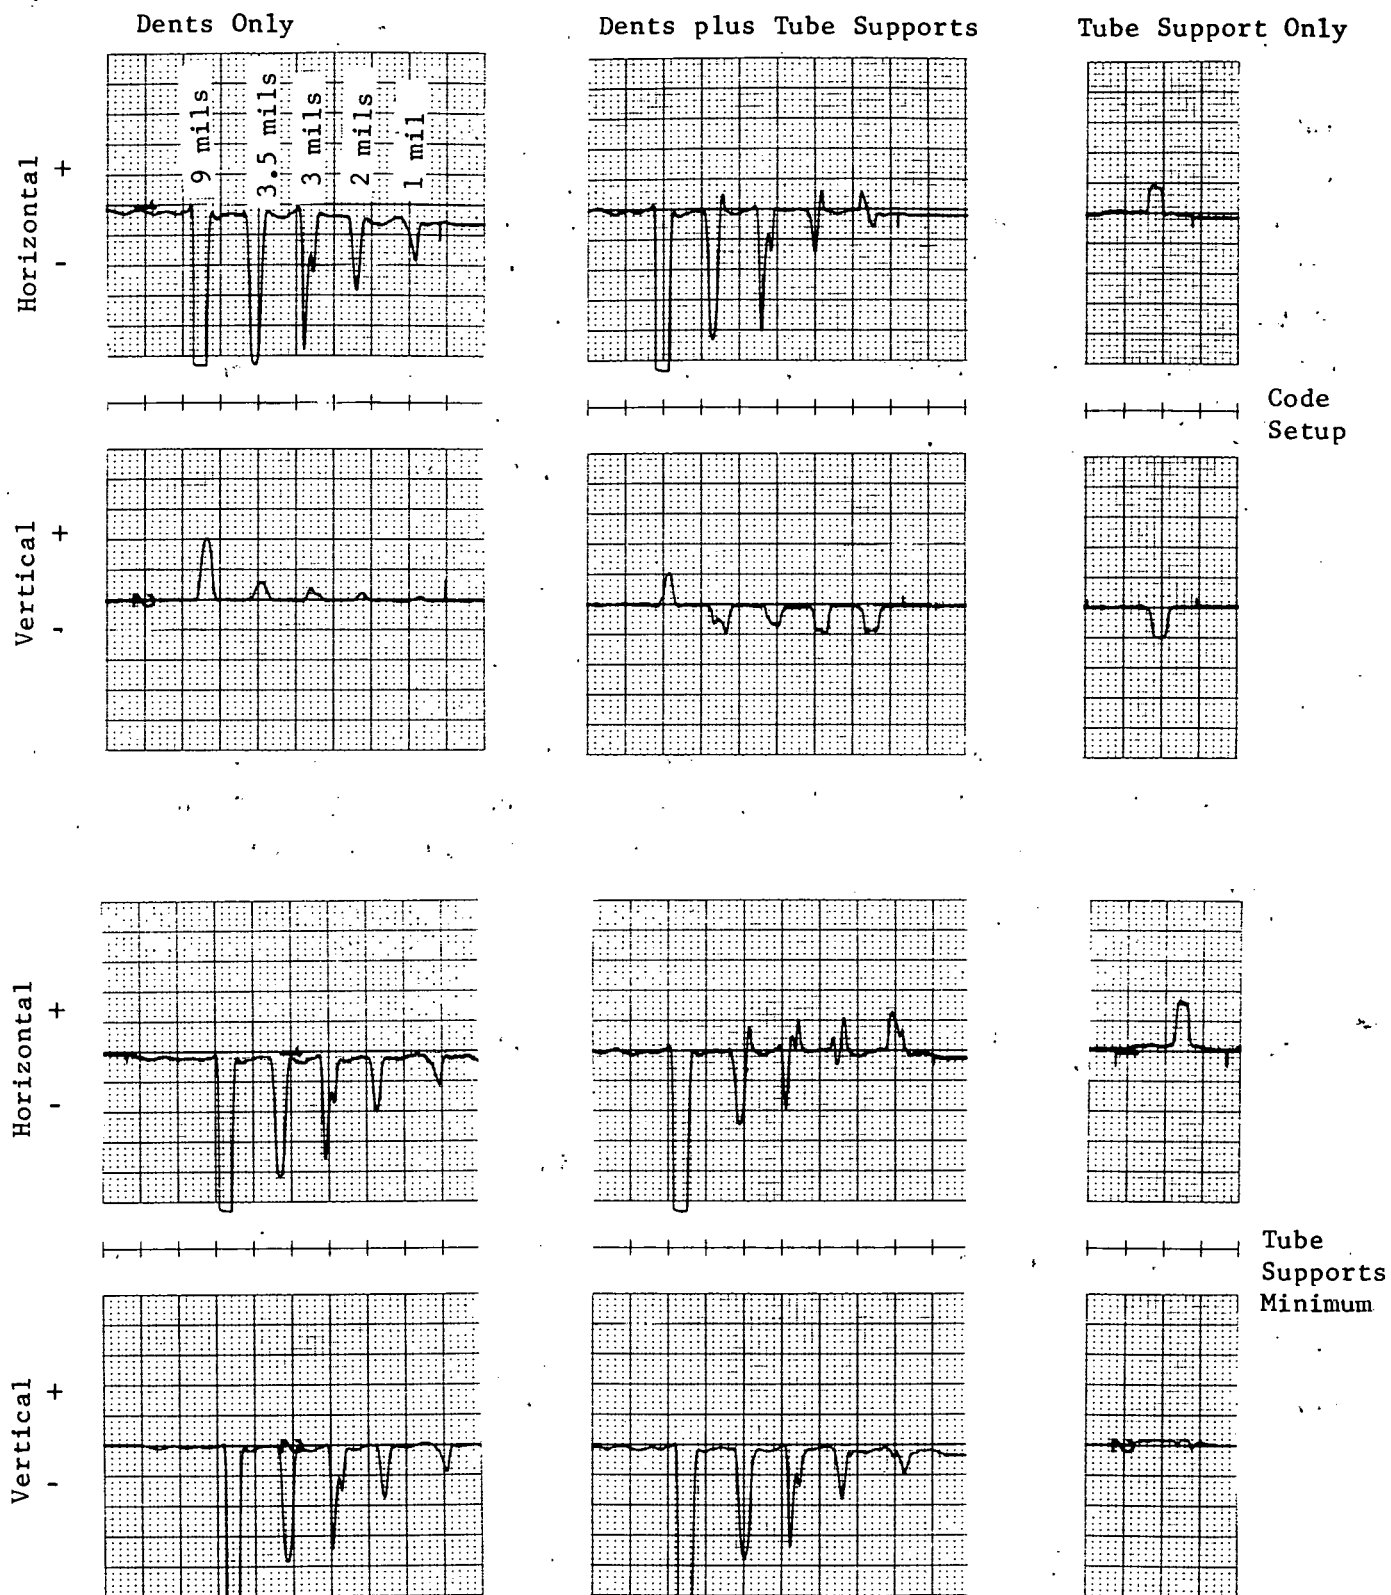 Dents Only
Dents plus Tube Supports
Tube Support Only
Horizontal
+
-
9 mils
3.5 mils
3 mils
2 mils
1 mil
Code
Setup
Vertical
+
-
Horizontal
+
-
Tube
Supports
Minimum
Vertical
+
-